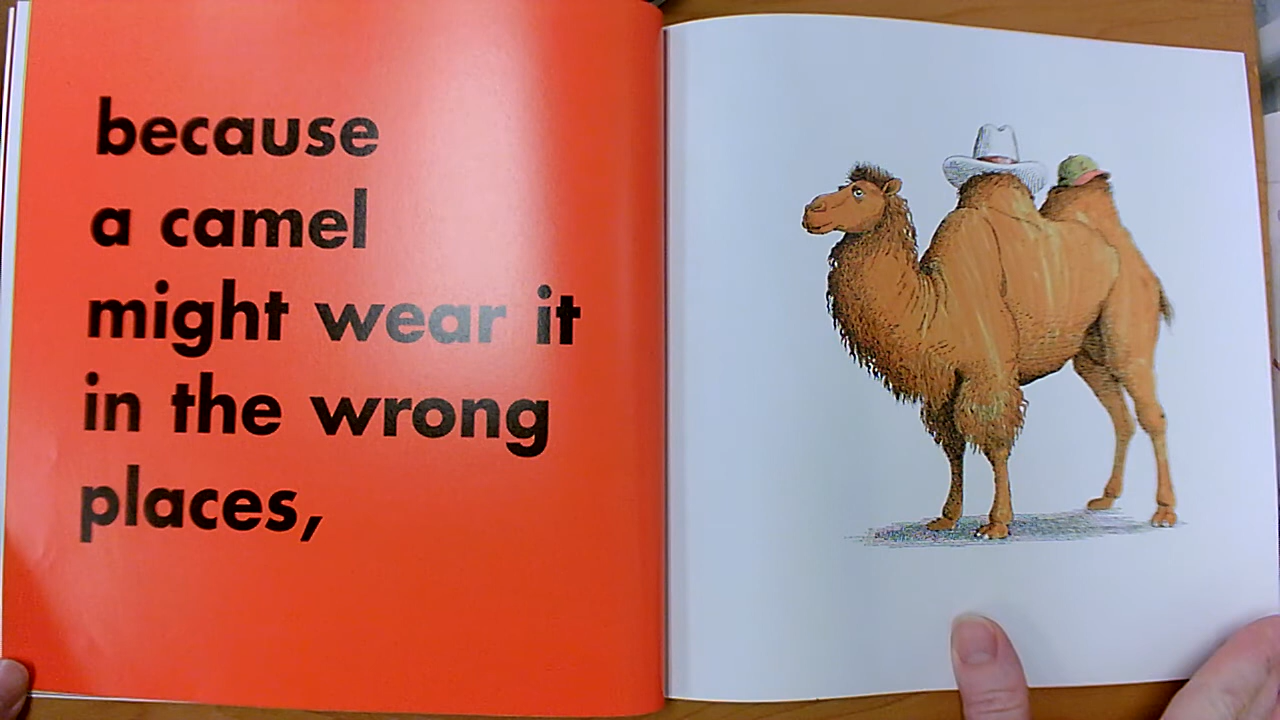 because
a camel
might wear it
in the wrong
places,